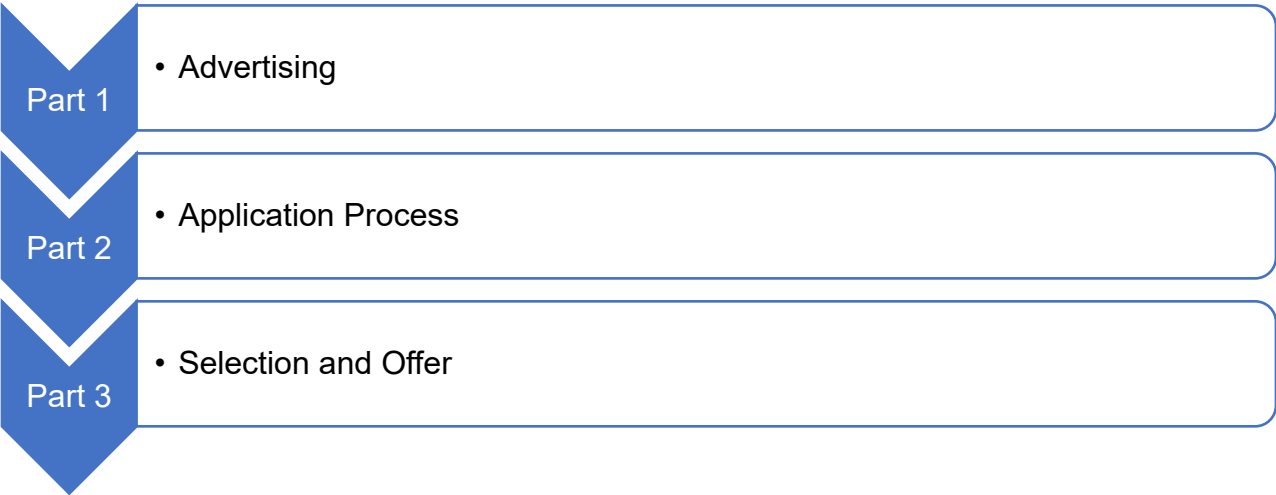 Part 1
• Advertising
Part 2
• Application Process
Part 3
• Selection and Offer